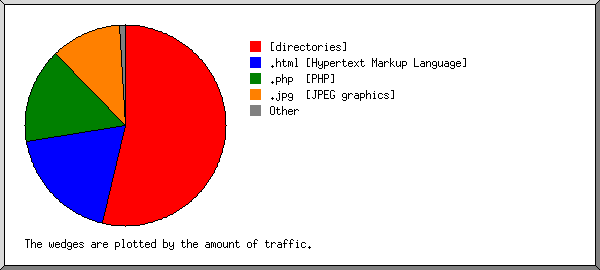 [directories]
.html [Hypertext Markup Language]
.php [PHP]
.jpg [JPEG graphics]
Other
The wedges are plotted by the amount of traffic.